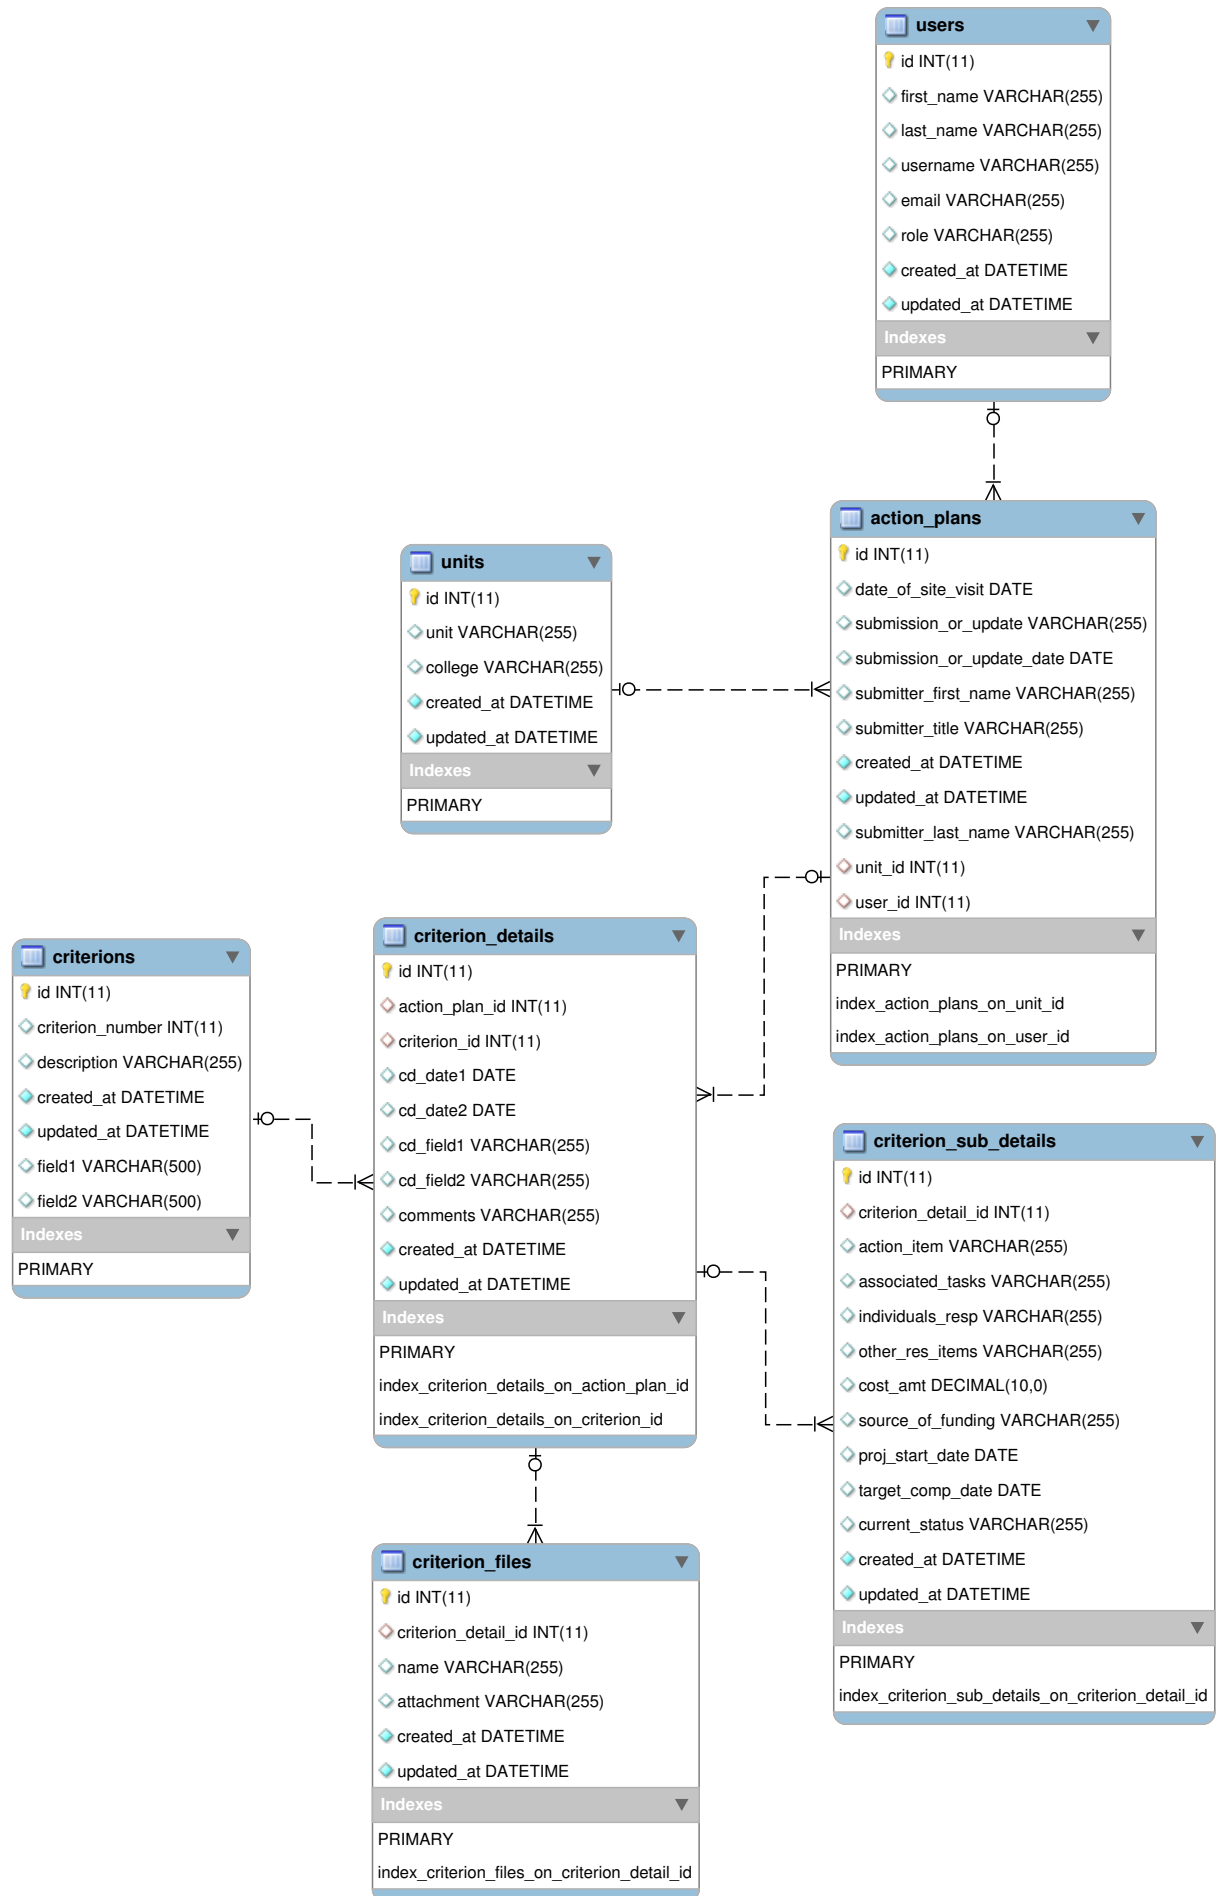 users
id INT(11)
first_name VARCHAR(255)
last_name VARCHAR(255)
username VARCHAR(255)
email VARCHAR(255)
role VARCHAR(255)
created_at DATETIME
updated_at DATETIME
Indexes
PRIMARY
action_plans
id INT(11)
date_of_site_visit DATE
submission_or_update VARCHAR(255)
submission_or_update_date DATE
submitter_first_name VARCHAR(255)
submitter_title VARCHAR(255)
created_at DATETIME
updated_at DATETIME
submitter_last_name VARCHAR(255)
unit_id INT(11)
user_id INT(11)
Indexes
PRIMARY
index_action_plans_on_unit_id
index_action_plans_on_user_id
units
id INT(11)
unit VARCHAR(255)
college VARCHAR(255)
created_at DATETIME
updated_at DATETIME
Indexes
PRIMARY
criterions
id INT(11)
criterion_number INT(11)
description VARCHAR(255)
created_at DATETIME
updated_at DATETIME
field1 VARCHAR(500)
field2 VARCHAR(500)
Indexes
PRIMARY
criterion_details
id INT(11)
action_plan_id INT(11)
criterion_id INT(11)
cd_date1 DATE
cd_date2 DATE
cd_field1 VARCHAR(255)
cd_field2 VARCHAR(255)
comments VARCHAR(255)
created_at DATETIME
updated_at DATETIME
Indexes
PRIMARY
index_criterion_details_on_action_plan_id
index_criterion_details_on_criterion_id
criterion_sub_details
id INT(11)
criterion_detail_id INT(11)
action_item VARCHAR(255)
associated_tasks VARCHAR(255)
individuals_resp VARCHAR(255)
other_res_items VARCHAR(255)
cost_amt DECIMAL(10,0)
source_of_funding VARCHAR(255)
proj_start_date DATE
target_comp_date DATE
current_status VARCHAR(255)
created_at DATETIME
updated_at DATETIME
Indexes
PRIMARY
index_criterion_sub_details_on_criterion_detail_id
criterion_files
id INT(11)
criterion_detail_id INT(11)
name VARCHAR(255)
attachment VARCHAR(255)
created_at DATETIME
updated_at DATETIME
Indexes
PRIMARY
index_criterion_files_on_criterion_detail_id